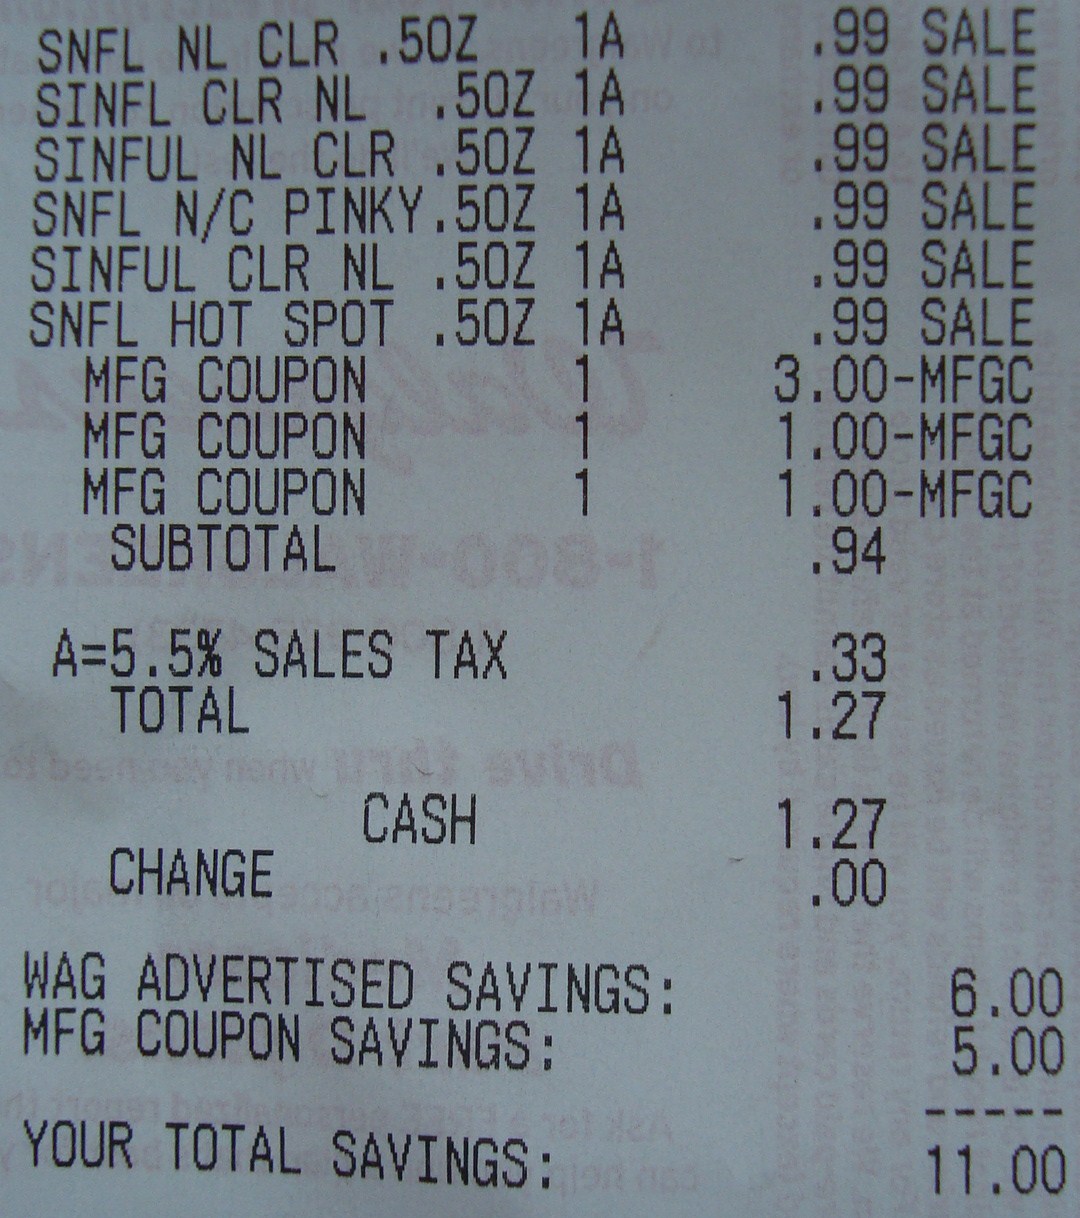 SNFL NL CLR .5OZ 1A .99 SALE
SINFL CLR NL .5OZ 1A .99 SALE
SINFUL NL CLR .5OZ 1A .99 SALE
SNFL N/C PINKY.5OZ 1A .99 SALE
SINFUL CLR NL .5OZ 1A .99 SALE
SNFL HOT SPOT .5OZ 1A .99 SALE
MFG COUPON 1 3.00-MFGC
MFG COUPON 1 1.00-MFGC
MFG COUPON 1 1.00-MFGC
SUBTOTAL .94
A=5.5% SALES TAX .33
TOTAL 1.27
CASH 1.27
CHANGE .00
WAG ADVERTISED SAVINGS: 6.00
MFG COUPON SAVINGS: 5.00
-----
YOUR TOTAL SAVINGS: 11.00